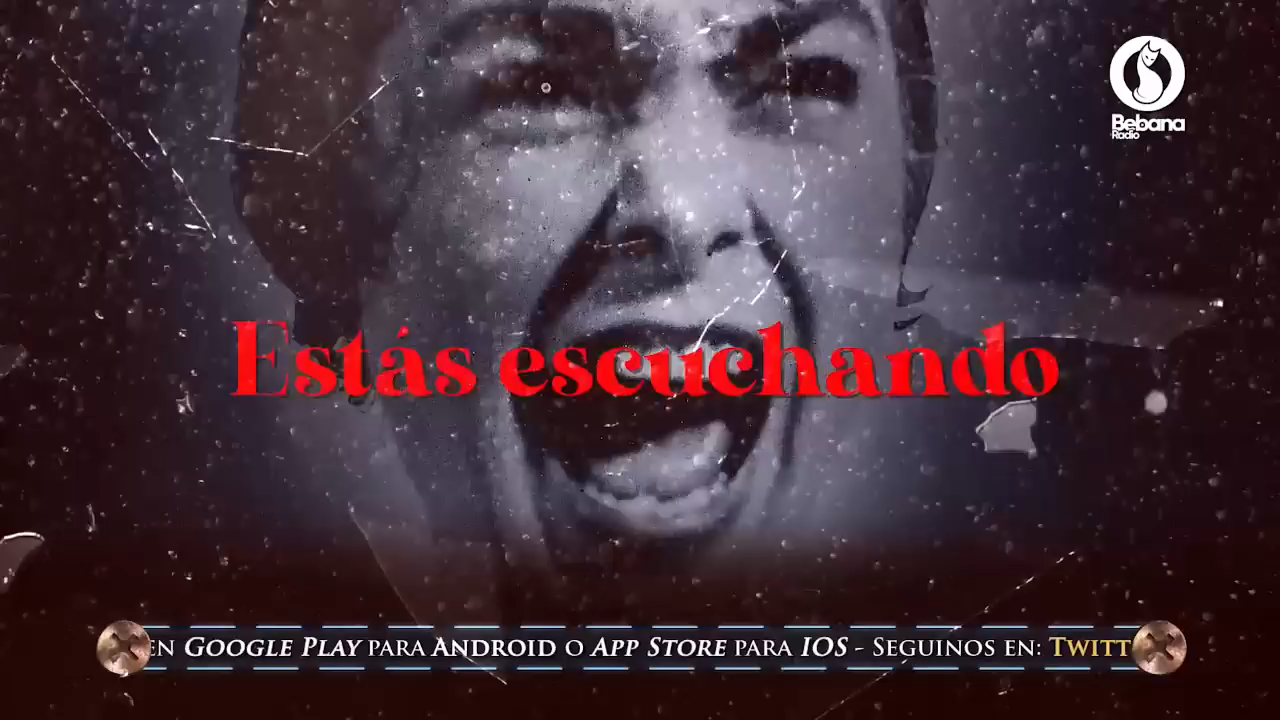 Bebana
Radio
Estás escuchando
EN GOOGLE PLAY PARA ANDROID O APP STORE PARA IOS - SEGUINOS EN: TWITT